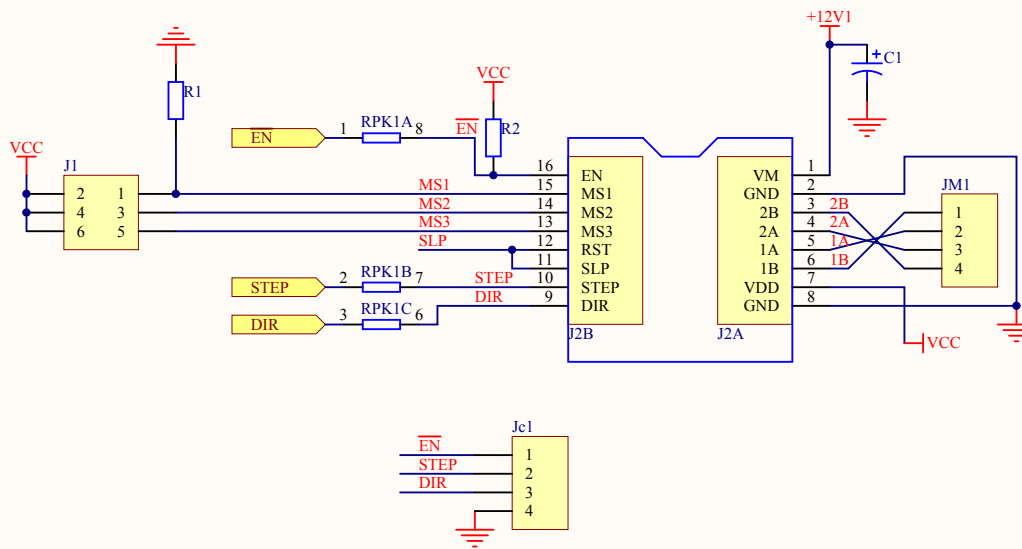 +12V1
C1
VCC
R1
RPK1A
EN
1
8
EN
R2
VCC
J1
2
1
4
3
6
5
MS1
MS2
MS3
SLP
STEP
2
RPK1B
7
STEP
DIR
3
RPK1C
6
DIR
16
EN
15
MS1
14
MS2
13
MS3
12
RST
11
SLP
10
STEP
9
DIR
J2B
VM
1
GND
2
2B
3
2B
2A
4
2A
1A
5
1A
1B
6
1B
VDD
7
GND
8
J2A
JM1
1
2
3
4
VCC
Jc1
EN
1
STEP
2
DIR
3
4